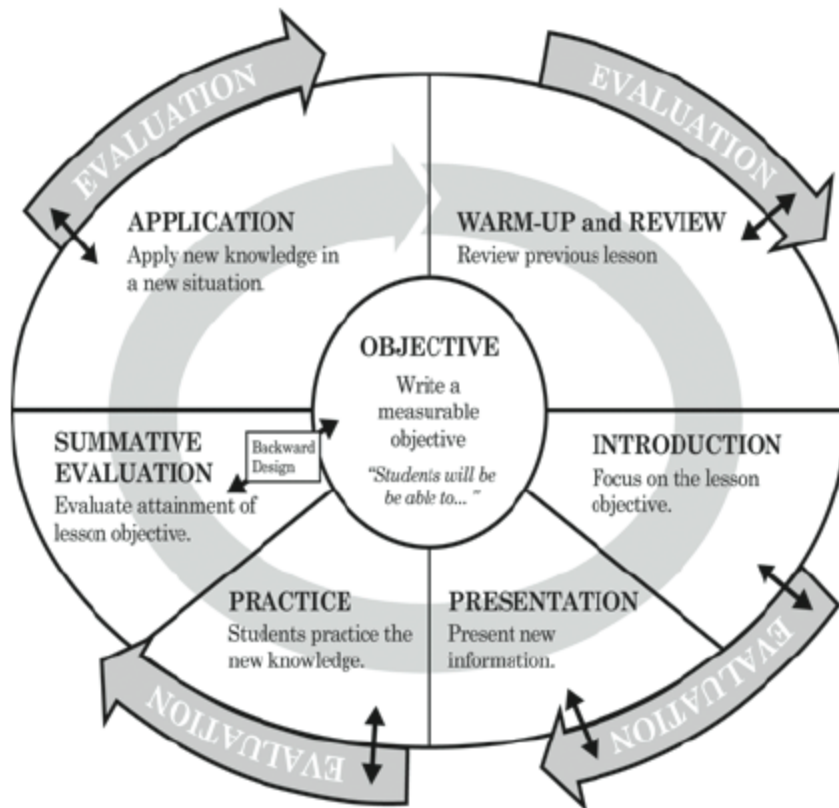 EVALUATION
EVALUATION
APPLICATION
Apply new knowledge in
a new situation
WARM-UP and REVIEW
Review previous lesson
OBJECTIVE
Write a
measurable
objective
"Students will be
be able to... "
SUMMATIVE
EVALUATION
Evaluate attainment of
lesson objective.
Backward
Design
INTRODUCTION
Focus on the lesson
objective.
PRACTICE
Students practice the
new knowledge.
PRESENTATION
Present new
information.
EVALUATION
EVALUATION